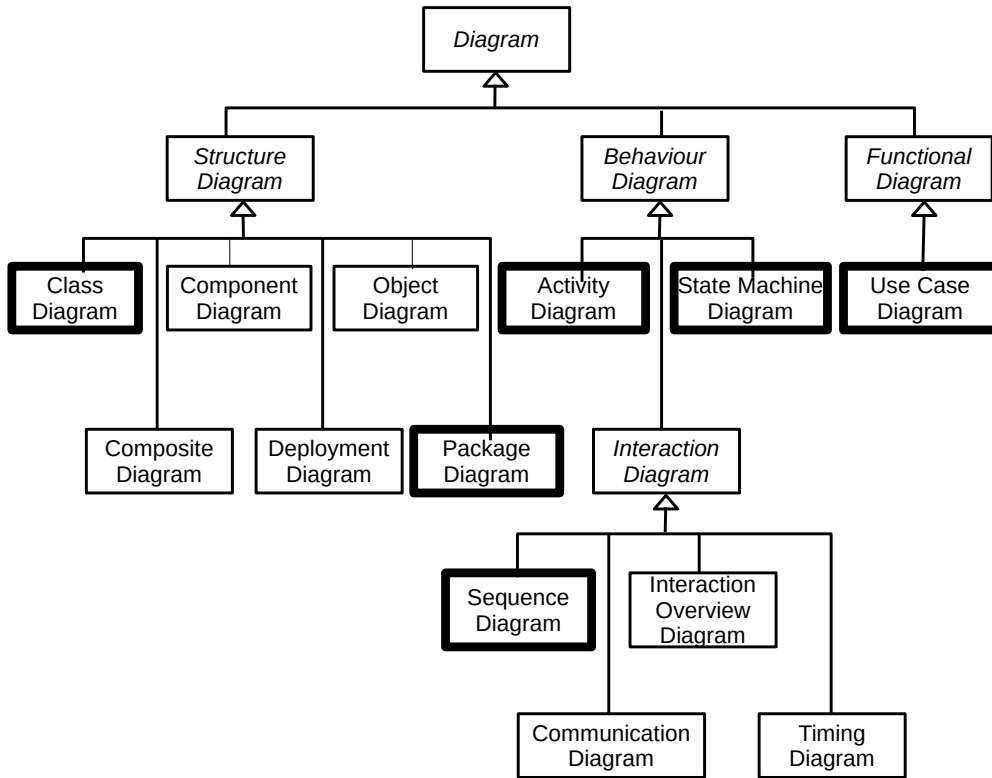 Diagram
Structure
Diagram
Behaviour
Diagram
Functional
Diagram
Class
Diagram
Component
Diagram
Object
Diagram
Activity
Diagram
State Machine
Diagram
Use Case
Diagram
Composite
Diagram
Deployment
Diagram
Package
Diagram
Interaction
Diagram
Sequence
Diagram
Interaction
Overview
Diagram
Communication
Diagram
Timing
Diagram